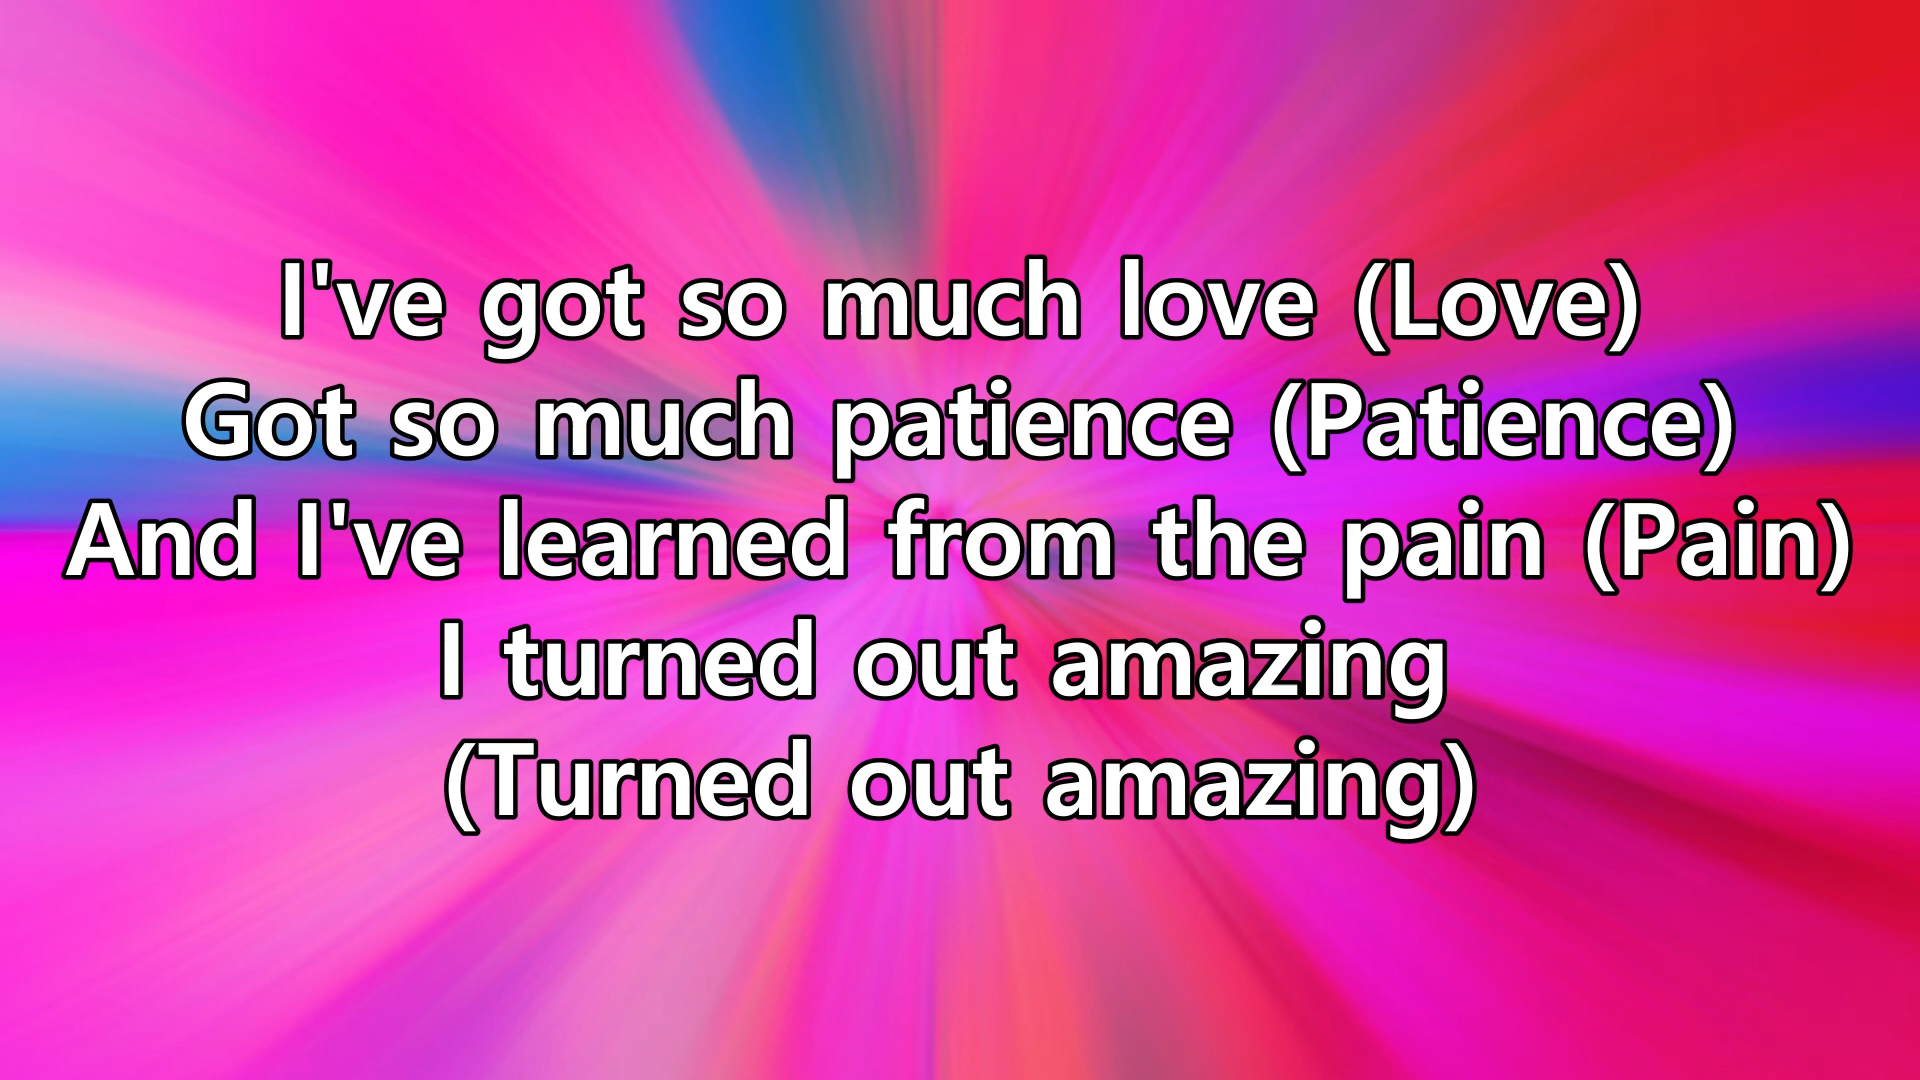 I've got so much love (Love)
Got so much patience (Patience)
And I've learned from the pain (Pain)
I turned out amazing
(Turned out amazing)